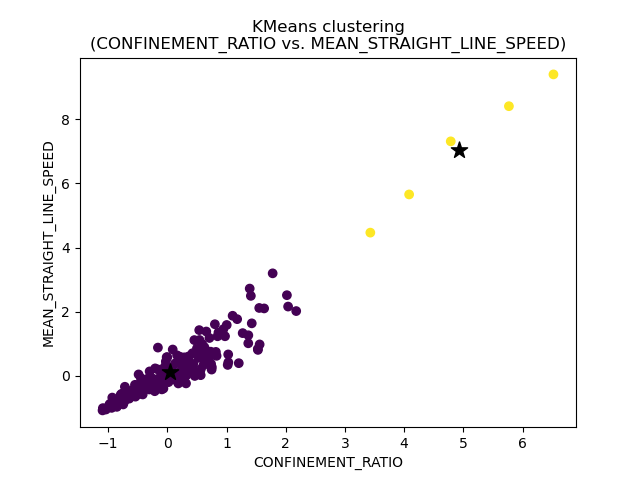 KMeans clustering
(CONFINEMENT_RATIO vs. MEAN_STRAIGHT_LINE_SPEED)
MEAN_STRAIGHT_LINE_SPEED
8
6
4
2
0
−1 0 1 2 3 4 5 6
CONFINEMENT_RATIO